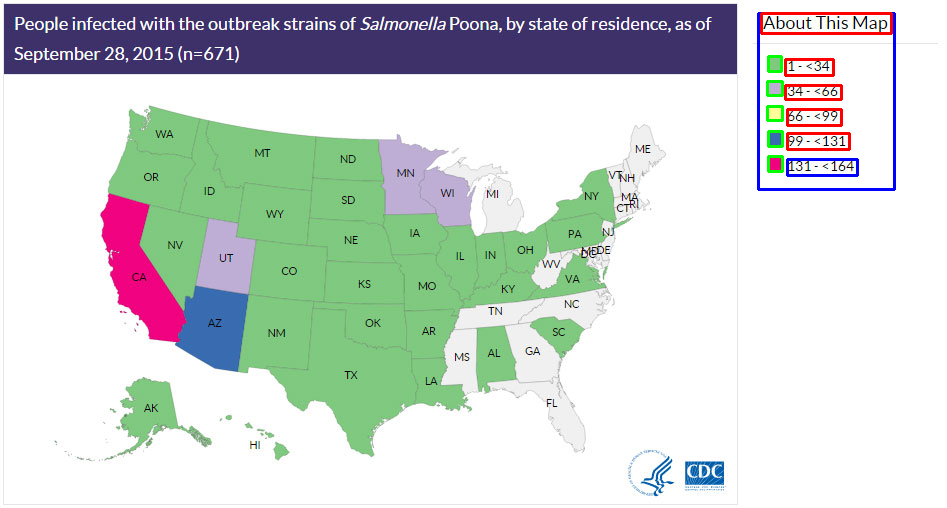 People infected with the outbreak strains of Salmonella Poona, by state of residence, as of
September 28, 2015 (n=671)
About This Map
1 - <34
34 - <66
66 - <99
99 - <131
131 - <164
WA
MT
ND
MN
ME
OR
ID
SD
WI
MI
VT
NH
NY
MA
CT
RI
WY
IA
NE
PA
NJ
NV
UT
CO
IL
IN
OH
MD
DE
DC
WV
VA
CA
KS
MO
KY
AZ
NM
OK
AR
TN
NC
SC
TX
LA
MS
AL
GA
FL
AK
HI
CDC